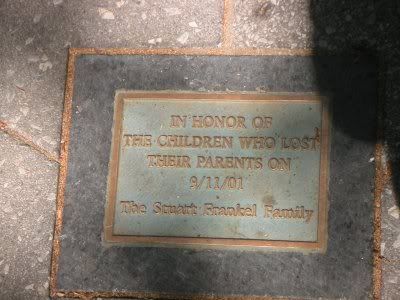 IN HONOR OF
THE CHILDREN WHO LOST
THEIR PARENTS ON
9/11/01
The Stuart Frankel Family